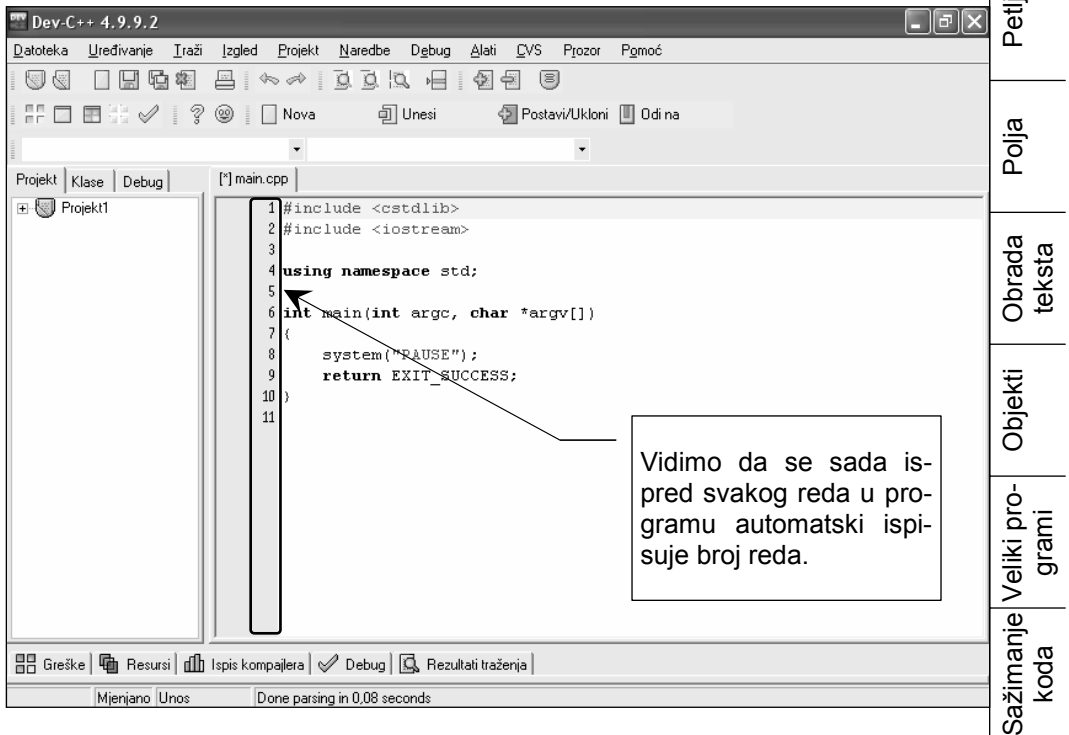 Dev-C++ 4.9.9.2
Datoteka Uređivanje Traži Izgled Projekt Naredbe Debug Alati CVS Prozor Pomoć
Nova Unesi Postavi/Ukloni Odi na
Projekt Klase Debug
[*] main.cpp
Projekt1
1 #include <cstdlib>
2 #include <iostream>
3
4 using namespace std;
5
6 int main(int argc, char *argv[])
7 {
8 system("PAUSE");
9 return EXIT_SUCCESS;
10 }
11
Vidimo da se sada is-
pred svakog reda u pro-
gramu automatski ispi-
suje broj reda.
Greške Resursi Ispis kompajlera Debug Rezultati traženja
Mjenjano Unos Done parsing in 0,08 seconds
Polja
Obrada
teksta
Objekti
Veliki pro-
grami
Sažimanje
koda